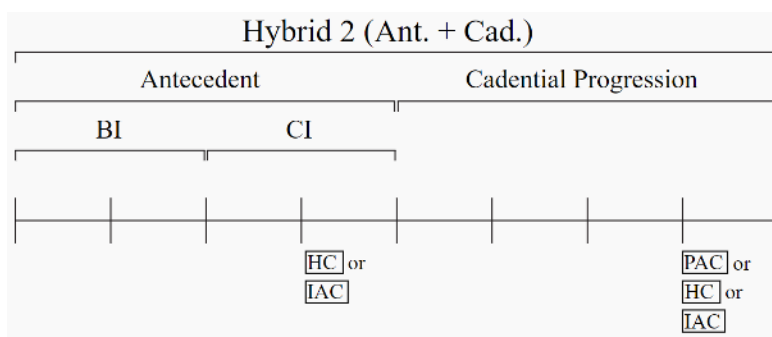 Hybrid 2 (Ant. + Cad.)
Antecedent Cadential Progression
BI CI
HC or PAC or
IAC HC or
IAC